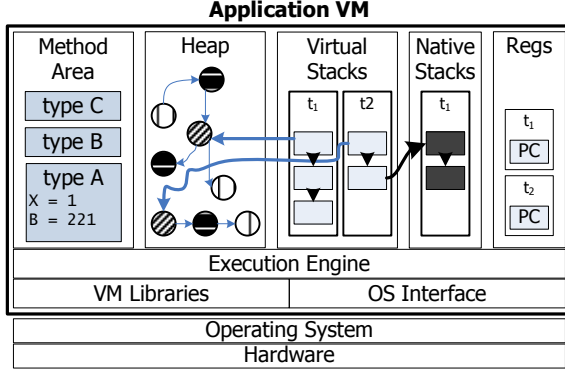 Application VM
Method
Area
type C
type B
type A
X = 1
B = 221
Heap
Virtual
Stacks
t1
t2
Native
Stacks
t1
Regs
t1
PC
t2
PC
Execution Engine
VM Libraries
OS Interface
Operating System
Hardware